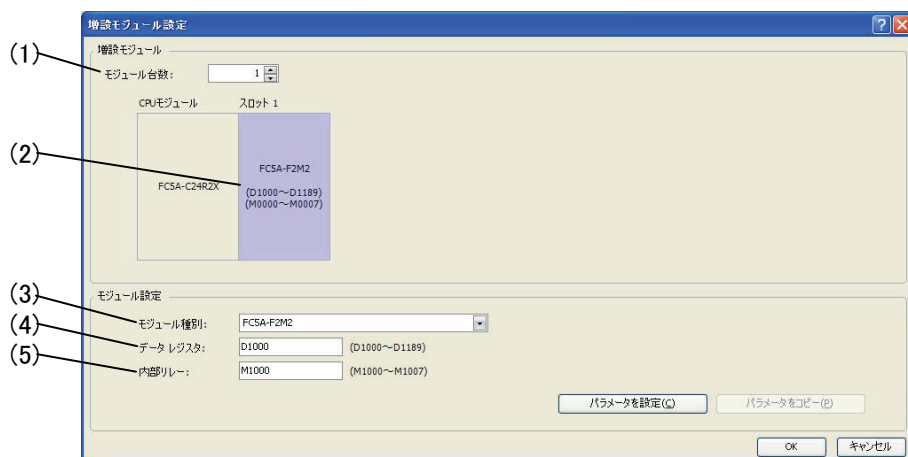 増設モジュール設定
増設モジュール
(1)
モジュール台数: 1
CPUモジュール スロット 1
(2)
FC5A-C24R2X
FC5A-F2M2
(D1000～D1189)
(M0000～M0007)
モジュール設定
(3)
モジュール種別: FC5A-F2M2
(4)
データ レジスタ: D1000 (D1000～D1189)
(5)
内部リレー: M1000 (M1000～M1007)
パラメータを設定(C) パラメータをコピー(P)
OK キャンセル